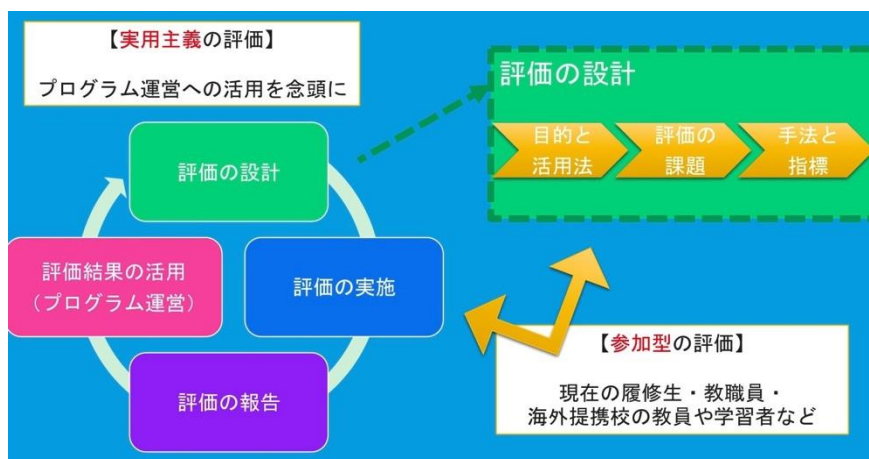 【実用主義の評価】
プログラム運営への活用を念頭に
評価の設計
評価の実施
評価の報告
評価結果の活用
（プログラム運営）
評価の設計
目的と
活用法
評価の
課題
手法と
指標
【参加型の評価】
現在の履修生・教職員・
海外提携校の教員や学習者など